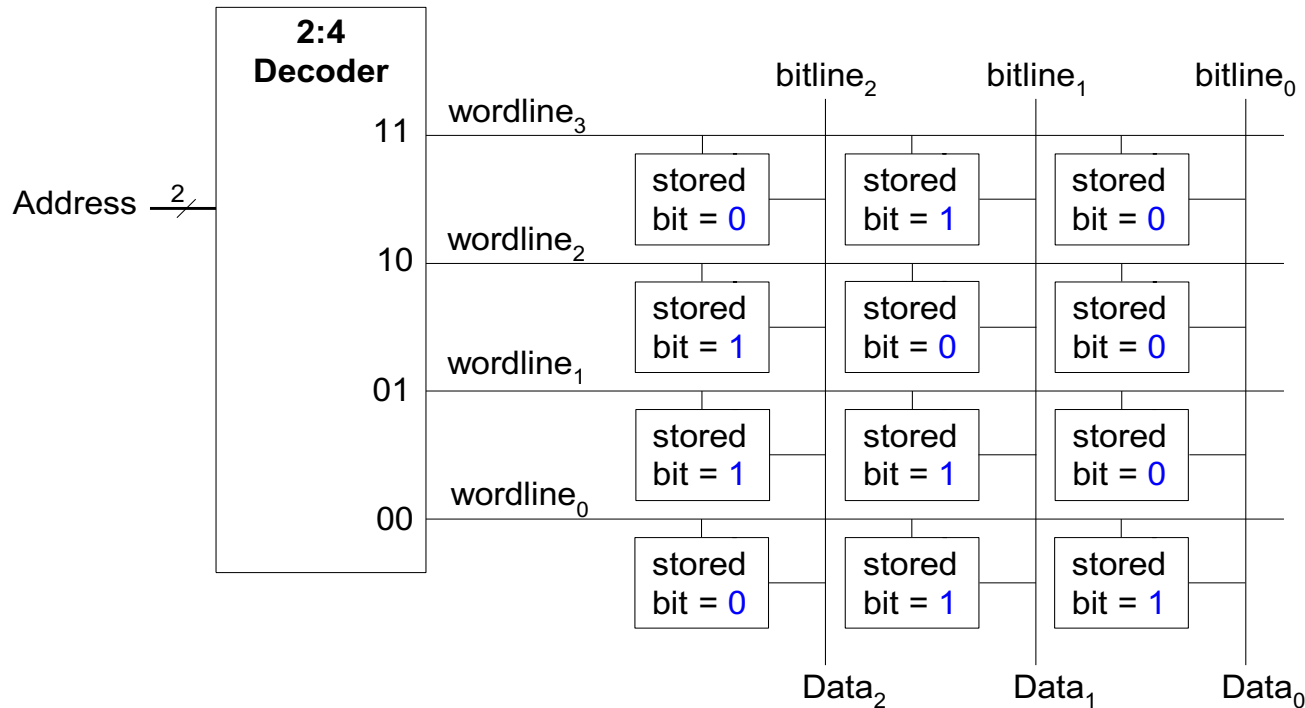 2:4
Decoder
bitline₂ bitline₁ bitline₀
wordline₃
11
stored stored stored
bit = 0 bit = 1 bit = 0
Address 2
wordline₂
10
stored stored stored
bit = 1 bit = 0 bit = 0
wordline₁
01
stored stored stored
bit = 1 bit = 1 bit = 0
wordline₀
00
stored stored stored
bit = 0 bit = 1 bit = 1
Data₂ Data₁ Data₀